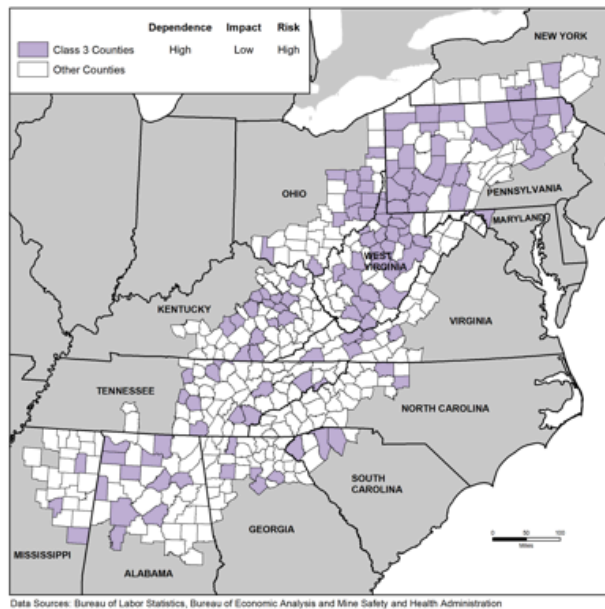 Dependence Impact Risk
Class 3 Counties High Low High
Other Counties
NEW YORK
OHIO
PENNSYLVANIA
MARYLAND
WEST
VIRGINIA
KENTUCKY
VIRGINIA
TENNESSEE
NORTH CAROLINA
SOUTH
CAROLINA
GEORGIA
MISSISSIPPI
ALABAMA
0 50 100
Miles
Data Sources: Bureau of Labor Statistics, Bureau of Economic Analysis and Mine Safety and Health Administration